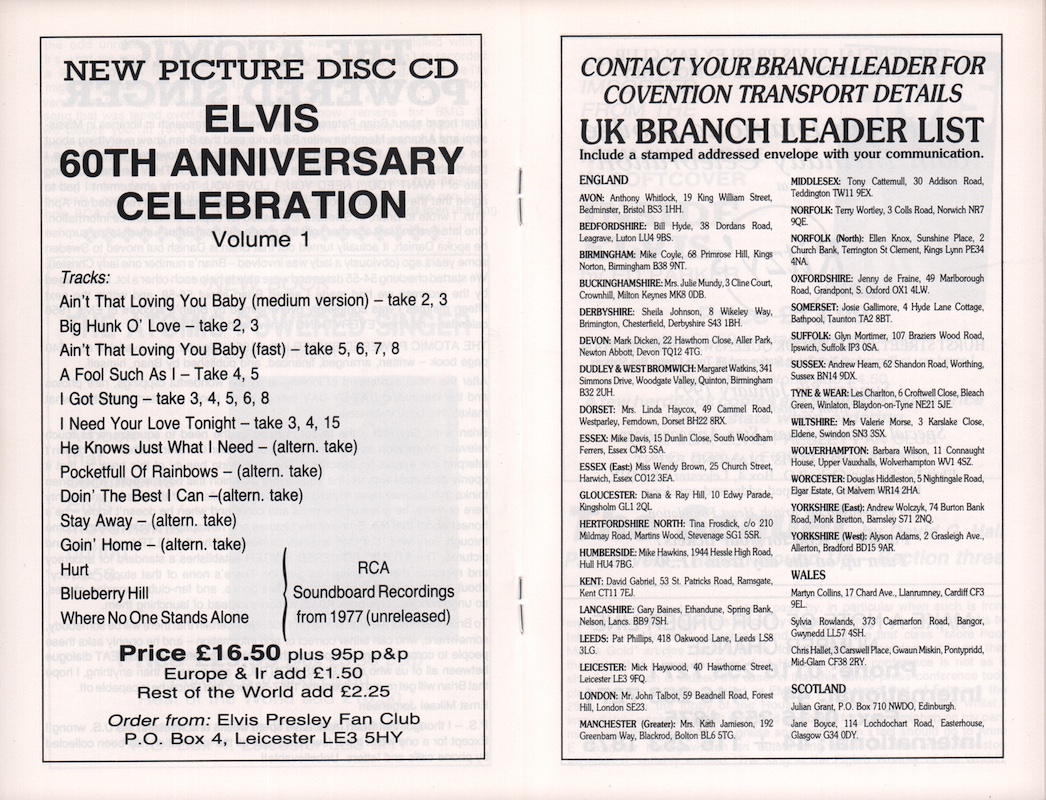 NEW PICTURE DISC CD
ELVIS
60TH ANNIVERSARY
CELEBRATION
Volume 1
Tracks:
Ain't That Loving You Baby (medium version) – take 2, 3
Big Hunk O' Love – take 2, 3
Ain't That Loving You Baby (fast) – take 5, 6, 7, 8
A Fool Such As I – Take 4, 5
I Got Stung – take 3, 4, 5, 6, 8
I Need Your Love Tonight – take 3, 4, 15
He Knows Just What I Need – (altern. take)
Pocketfull Of Rainbows – (altern. take)
Doin' The Best I Can –(altern. take)
Stay Away – (altern. take)
Goin' Home – (altern. take)
Hurt
Blueberry Hill
Where No One Stands Alone
RCA
Soundboard Recordings
from 1977 (unreleased)
Price £16.50 plus 95p p&p
Europe & Ir add £1.50
Rest of the World add £2.25
Order from: Elvis Presley Fan Club
P.O. Box 4, Leicester LE3 5HY
CONTACT YOUR BRANCH LEADER FOR
COVENTION TRANSPORT DETAILS
UK BRANCH LEADER LIST
Include a stamped addressed envelope with your communication.
ENGLAND
AVON: Anthony Whitlock, 19 King William Street,
Bedminster, Bristol BS3 1HH.
BEDFORDSHIRE: Bill Hyde, 38 Dordans Road,
Leagrave, Luton LU4 9BS.
BIRMINGHAM: Mike Coyle, 68 Primrose Hill, Kings
Norton, Birmingham B38 9NT.
BUCKINGHAMSHIRE: Mrs. Julie Mundy, 3 Cline Court,
Crownhill, Milton Keynes MK8 0DB.
DERBYSHIRE: Sheila Johnson, 8 Wikeley Way,
Brimington, Chesterfield, Derbyshire S43 1BH.
DEVON: Mark Dicken, 22 Hawthorn Close, Aller Park,
Newton Abbott, Devon TQ12 4TG.
DUDLEY & WEST BROMWICH: Margaret Watkins, 341
Simmons Drive, Woodgate Valley, Quinton, Birmingham
B32 2UH.
DORSET: Mrs. Linda Haycox, 49 Cammel Road,
Westparley, Ferndown, Dorset BH22 8RX.
ESSEX: Mike Davis, 15 Dunlin Close, South Woodham
Ferrers, Essex CM3 5SA.
ESSEX (East): Miss Wendy Brown, 25 Church Street,
Harwich, Essex CO12 3EA.
GLOUCESTER: Diana & Ray Hill, 10 Edwy Parade,
Kingsholm GL1 2QL.
HERTFORDSHIRE NORTH: Tina Frosdick, c/o 210
Mildmay Road, Martins Wood, Stevenage SG1 5SR.
HUMBERSIDE: Mike Hawkins, 1944 Hessle High Road,
Hull HU4 7BG.
KENT: David Gabriel, 53 St. Patricks Road, Ramsgate,
Kent CT11 7EJ.
LANCASHIRE: Gary Baines, Ethandune, Spring Bank,
Nelson, Lancs. BB9 7SH.
LEEDS: Pat Phillips, 418 Oakwood Lane, Leeds LS8
3LG.
LEICESTER: Mick Haywood, 40 Hawthorne Street,
Leicester LE3 9FQ.
LONDON: Mr. John Talbot, 59 Beadnell Road, Forest
Hill, London SE23.
MANCHESTER (Greater): Mrs. Kath Jamieson, 192
Greenbarn Way, Blackrod, Bolton BL6 5TG.
MIDDLESEX: Tony Cattemull, 30 Addison Road,
Teddington TW11 9EX.
NORFOLK: Terry Wortley, 3 Colls Road, Norwich NR7
9QE.
NORFOLK (North): Ellen Knox, Sunshine Place, 2
Church Bank, Terrington St Clement, Kings Lynn PE34
4NA.
OXFORDSHIRE: Jenny de Fraine, 49 Marlborough
Road, Grandpont, S. Oxford OX1 4LW.
SOMERSET: Josie Gallimore, 4 Hyde Lane Cottage,
Bathpool, Taunton TA2 8BT.
SUFFOLK: Glyn Mortimer, 107 Braziers Wood Road,
Ipswich, Suffolk IP3 0SA.
SUSSEX: Andrew Hearn, 62 Shandon Road, Worthing,
Sussex BN14 9DX.
TYNE & WEAR: Les Charlton, 6 Croftwell Close, Bleach
Green, Winlaton, Blaydon-on-Tyne NE21 5JE.
WILTSHIRE: Mrs Valerie Morse, 3 Karslake Close,
Eldene, Swindon SN3 3SX.
WOLVERHAMPTON: Barbara Wilson, 11 Connaught
House, Upper Vauxhalls, Wolverhampton WV1 4SZ.
WORCESTER: Douglas Hiddleston, 5 Nightingale Road,
Elgar Estate, Gt Malvern WR14 2HA.
YORKSHIRE (East): Andrew Wolczyk, 74 Burton Bank
Road, Monk Bretton, Barnsley S71 2NQ.
YORKSHIRE (West): Alyson Adams, 2 Grasleigh Ave.,
Allerton, Bradford BD15 9AR.
WALES
Martyn Collins, 17 Chard Ave., Llanrumney, Cardiff CF3
9EL.
Sylvia Rowlands, 373 Caernarfon Road, Bangor,
Gwynedd LL57 4SH.
Chris Hallet, 3 Carswell Place, Gwaun Miskin, Pontypridd,
Mid-Glam CF38 2RY.
SCOTLAND
Julian Grant, P.O. Box 710 NWDO, Edinburgh.
Jane Boyce, 114 Lochdochart Road, Easterhouse,
Glasgow G34 0DY.